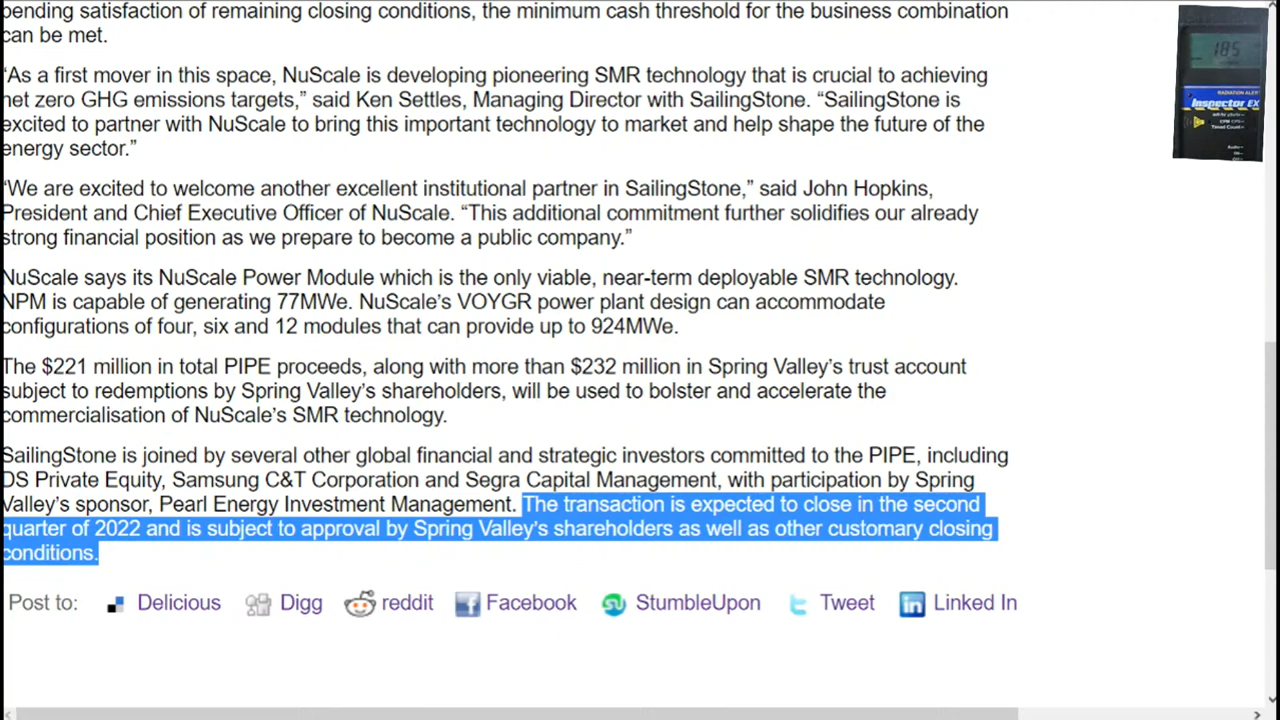 pending satisfaction of remaining closing conditions, the minimum cash threshold for the business combination
can be met.
“As a first mover in this space, NuScale is developing pioneering SMR technology that is crucial to achieving
net zero GHG emissions targets,” said Ken Settles, Managing Director with SailingStone. “SailingStone is
excited to partner with NuScale to bring this important technology to market and help shape the future of the
energy sector.”
“We are excited to welcome another excellent institutional partner in SailingStone,” said John Hopkins,
President and Chief Executive Officer of NuScale. “This additional commitment further solidifies our already
strong financial position as we prepare to become a public company.”
NuScale says its NuScale Power Module which is the only viable, near-term deployable SMR technology.
NPM is capable of generating 77MWe. NuScale’s VOYGR power plant design can accommodate
configurations of four, six and 12 modules that can provide up to 924MWe.
The $221 million in total PIPE proceeds, along with more than $232 million in Spring Valley’s trust account
subject to redemptions by Spring Valley’s shareholders, will be used to bolster and accelerate the
commercialisation of NuScale’s SMR technology.
SailingStone is joined by several other global financial and strategic investors committed to the PIPE, including
DS Private Equity, Samsung C&T Corporation and Segra Capital Management, with participation by Spring
Valley’s sponsor, Pearl Energy Investment Management. The transaction is expected to close in the second
quarter of 2022 and is subject to approval by Spring Valley’s shareholders as well as other customary closing
conditions.
Post to: Delicious Digg reddit Facebook StumbleUpon Tweet Linked In
185
RADIATION ALERT
Inspector EX